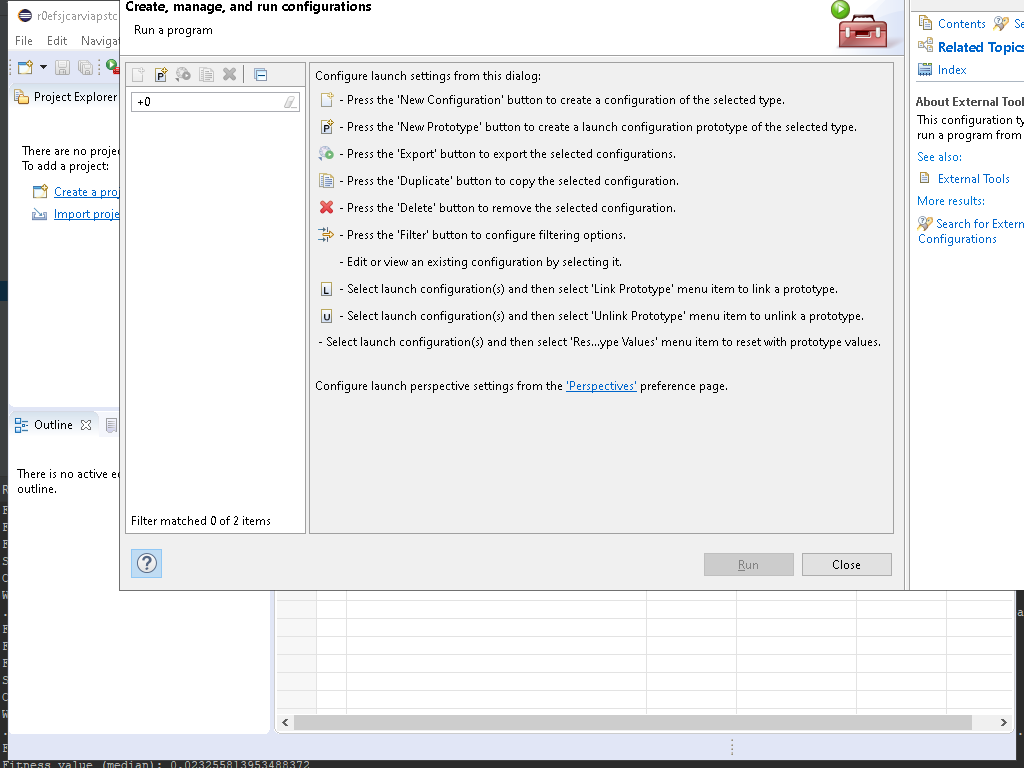 Create, manage, and run configurations
Run a program
r0efsjcarviapstc
File Edit Navigat
Project Explorer
There are no proje
To add a project:
Create a proj
Import proje
Outline
There is no active e
outline.
+0
Filter matched 0 of 2 items
Configure launch settings from this dialog:
- Press the 'New Configuration' button to create a configuration of the selected type.
- Press the 'New Prototype' button to create a launch configuration prototype of the selected type.
- Press the 'Export' button to export the selected configurations.
- Press the 'Duplicate' button to copy the selected configuration.
- Press the 'Delete' button to remove the selected configuration.
- Press the 'Filter' button to configure filtering options.
- Edit or view an existing configuration by selecting it.
L - Select launch configuration(s) and then select 'Link Prototype' menu item to link a prototype.
U - Select launch configuration(s) and then select 'Unlink Prototype' menu item to unlink a prototype.
- Select launch configuration(s) and then select 'Res...ype Values' menu item to reset with prototype values.
Configure launch perspective settings from the 'Perspectives' preference page.
Run
Close
Contents Se
Related Topics
Index
About External Tool
This configuration ty
run a program from
See also:
External Tools
More results:
Search for Extern
Configurations
Fitness value (median): 0.023255813953488372